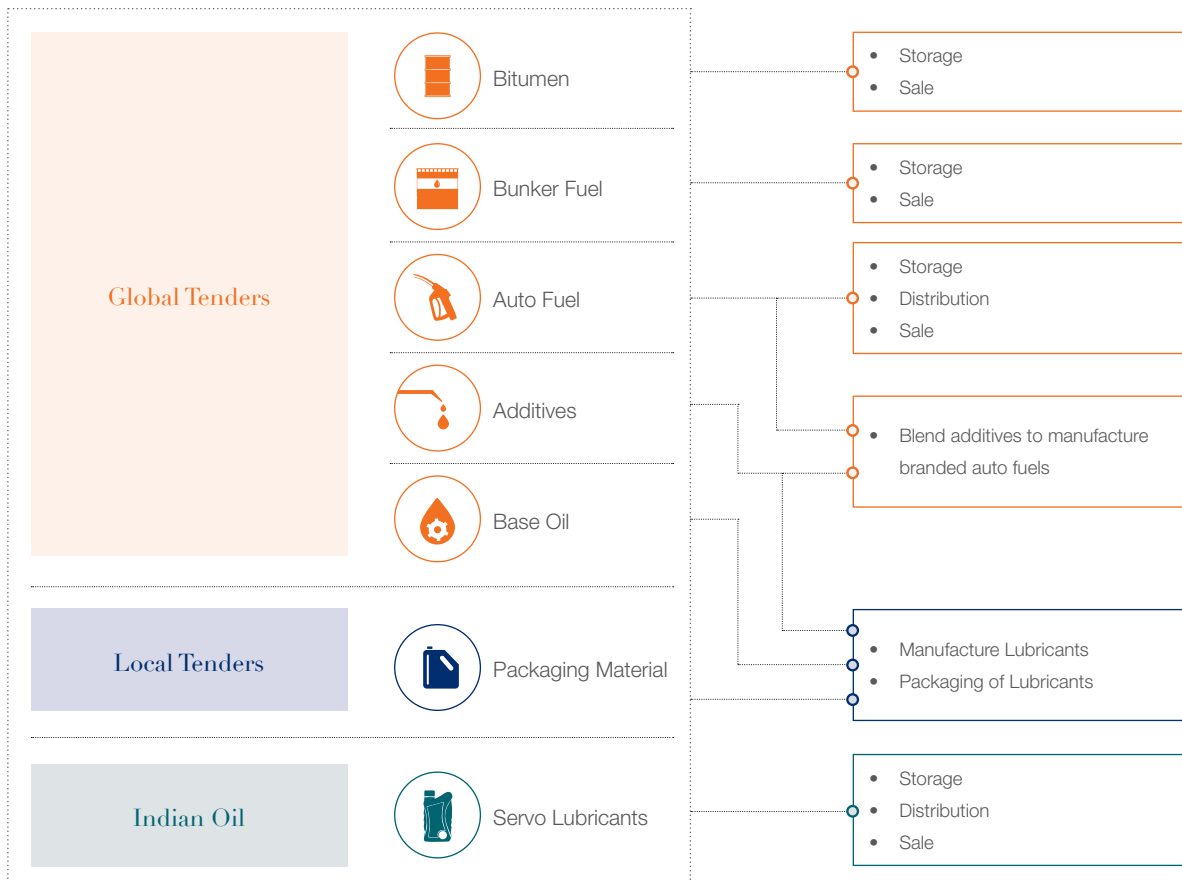 Global Tenders
Bitumen
Bunker Fuel
Auto Fuel
Additives
Base Oil
Local Tenders
Packaging Material
Indian Oil
Servo Lubricants
• Storage
• Sale
• Storage
• Sale
• Storage
• Distribution
• Sale
• Blend additives to manufacture
branded auto fuels
• Manufacture Lubricants
• Packaging of Lubricants
• Storage
• Distribution
• Sale